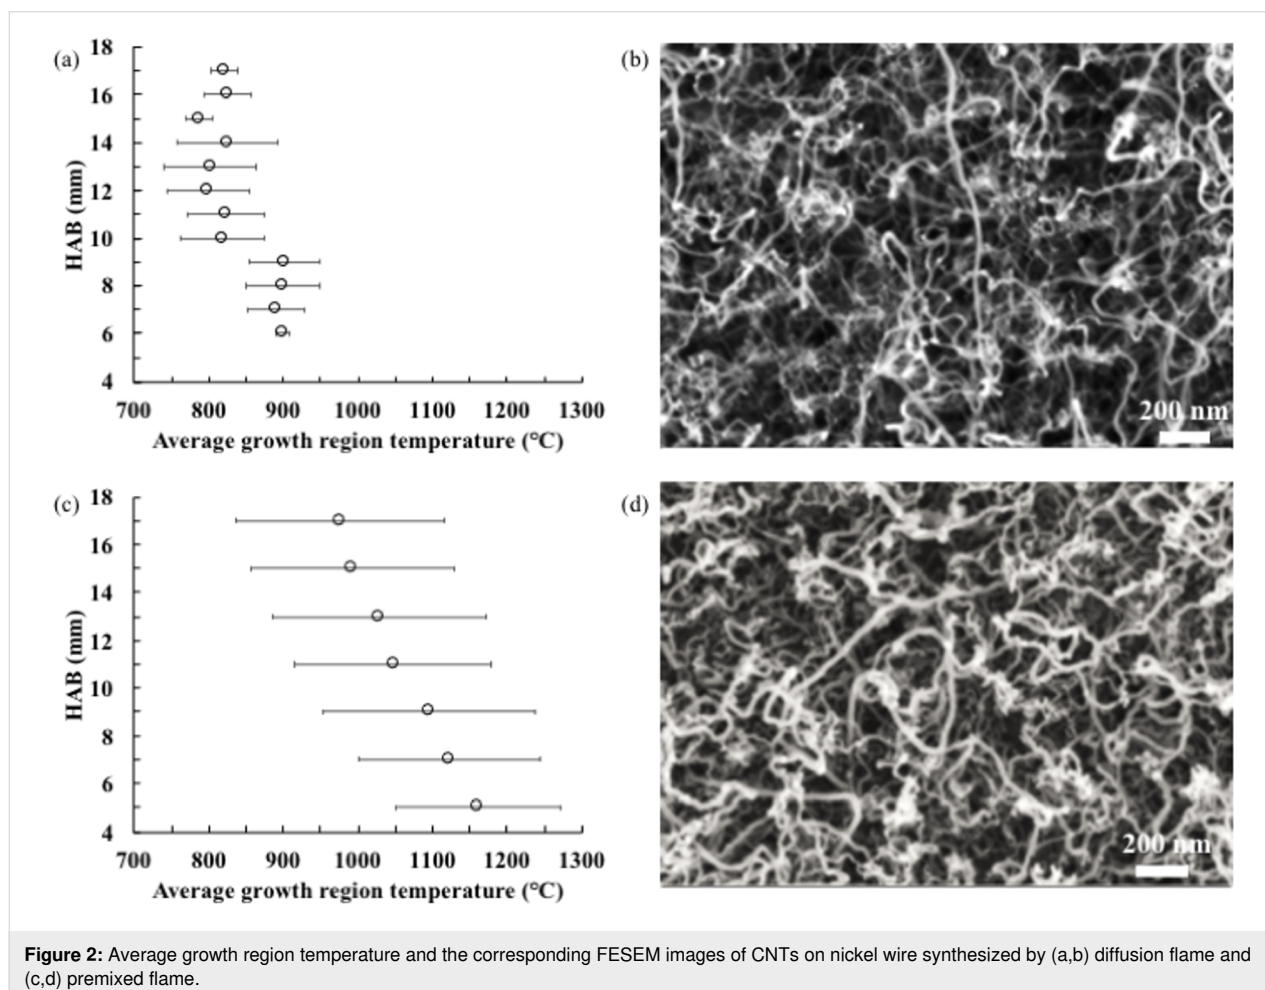 (a)
18
16
14
12
10
8
6
4
HAB (mm)
700 800 900 1000 1100 1200 1300
Average growth region temperature (°C)
(b)
200 nm
(c)
18
16
14
12
10
8
6
4
HAB (mm)
700 800 900 1000 1100 1200 1300
Average growth region temperature (°C)
(d)
200 nm
Figure 2: Average growth region temperature and the corresponding FESEM images of CNTs on nickel wire synthesized by (a,b) diffusion flame and
(c,d) premixed flame.